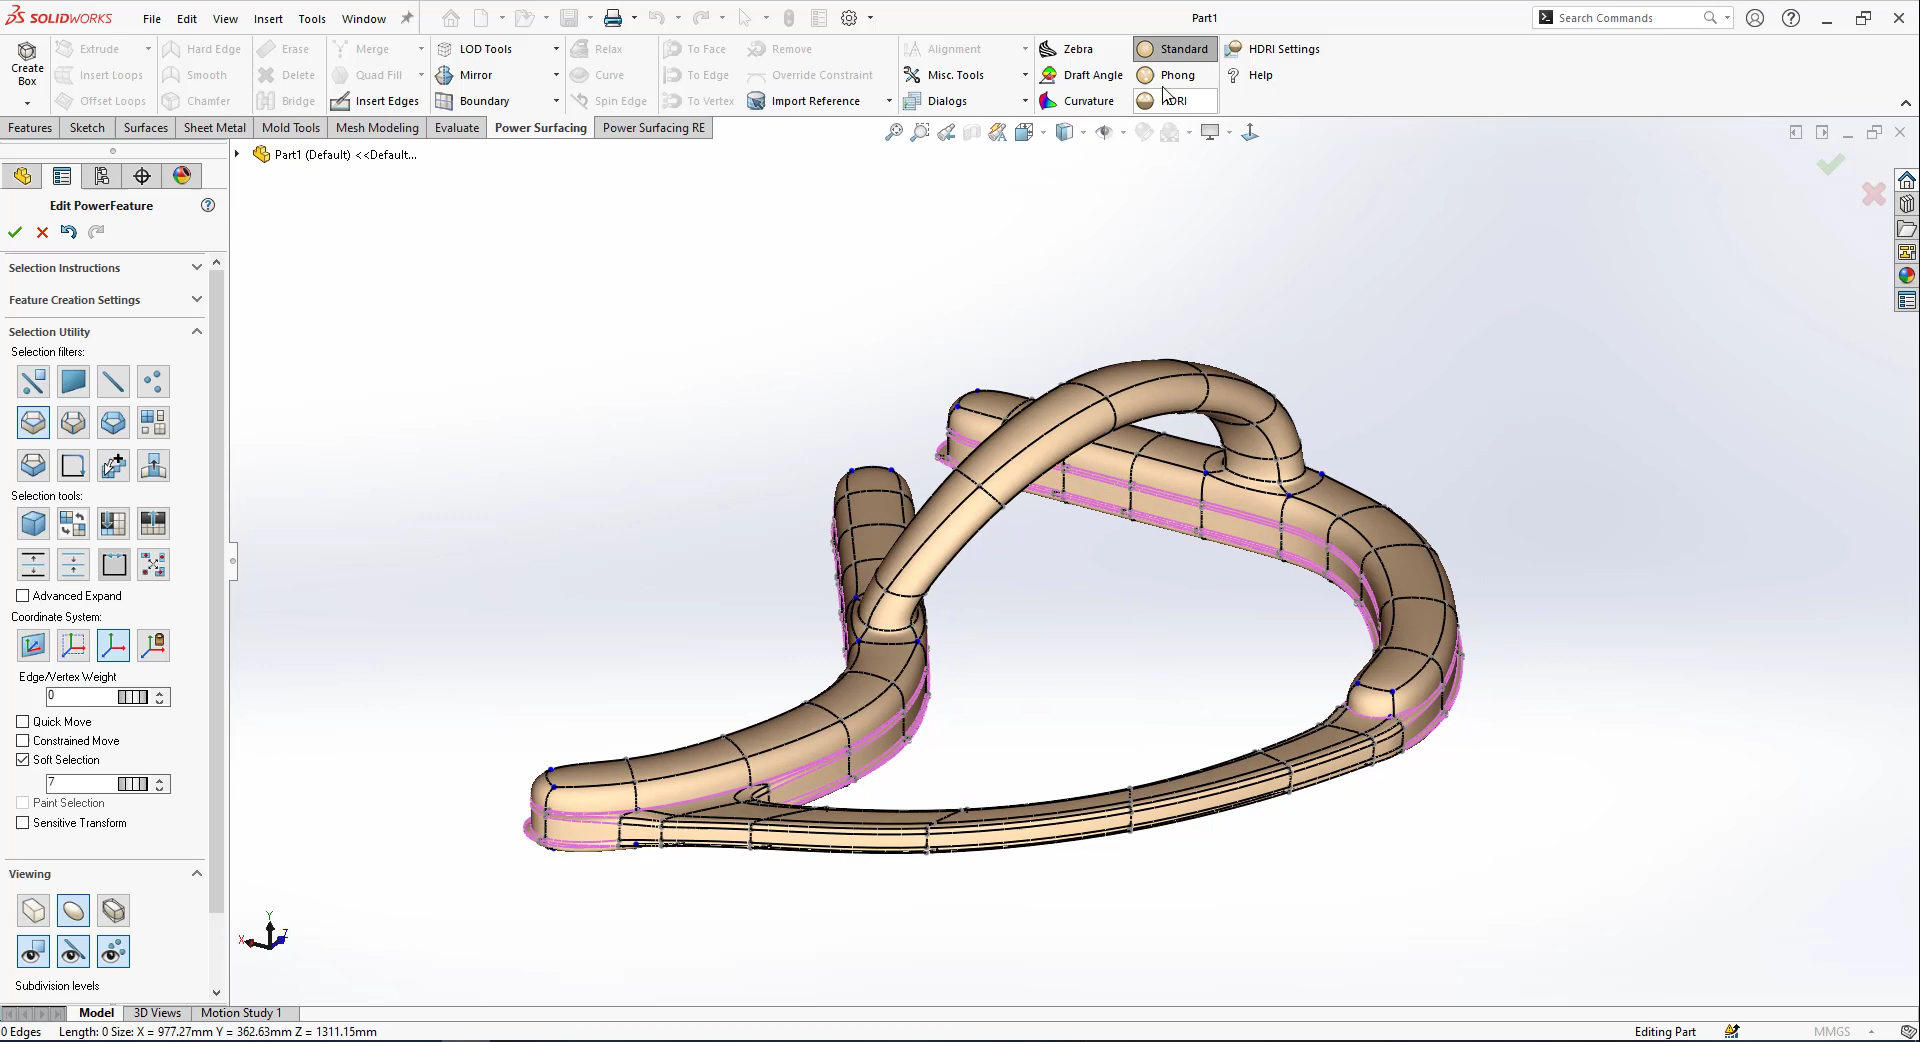 SOLIDWORKS
File Edit View Insert Tools Window
Part1
Search Commands
Create Box
Extrude Hard Edge Erase Merge LOD Tools Relax To Face Remove Alignment Zebra Standard HDRI Settings
Insert Loops Smooth Delete Quad Fill Mirror Curve To Edge Override Constraint Misc. Tools Draft Angle Phong Help
Offset Loops Chamfer Bridge Insert Edges Boundary Spin Edge To Vertex Import Reference Dialogs Curvature DRI
Features Sketch Surfaces Sheet Metal Mold Tools Mesh Modeling Evaluate Power Surfacing Power Surfacing RE
Part1 (Default) <<Default...
Edit PowerFeature
Selection Instructions
Feature Creation Settings
Selection Utility
Selection filters:
Selection tools:
Advanced Expand
Coordinate System:
Edge/Vertex Weight
0
Quick Move
Constrained Move
Soft Selection
7
Paint Selection
Sensitive Transform
Viewing
Y
X Z
Subdivision levels
Model 3D Views Motion Study 1
0 Edges Length: 0 Size: X = 977.27mm Y = 362.63mm Z = 1311.15mm Editing Part MMGS